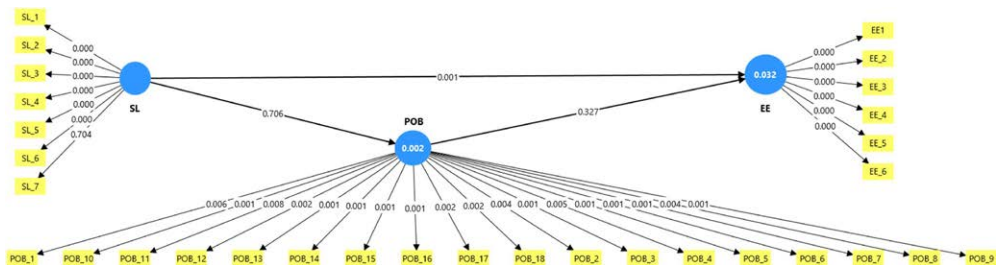 SL_1
SL_2
SL_3
SL_4
SL_5
SL_6
SL_7
0.000
0.000
0.000
0.000
0.000
0.000
0.704
SL
0.001
0.706
POB
0.002
0.327
0.032
EE
0.000
0.000
0.000
0.000
0.000
0.000
EE1
EE_2
EE_3
EE_4
EE_5
EE_6
0.006 0.001 0.008 0.002 0.001 0.001 0.001 0.001 0.002 0.002 0.004 0.001 0.005 0.001 0.001 0.001 0.004 0.001
POB_1 POB_10 POB_11 POB_12 POB_13 POB_14 POB_15 POB_16 POB_17 POB_18 POB_2 POB_3 POB_4 POB_5 POB_6 POB_7 POB_8 POB_9